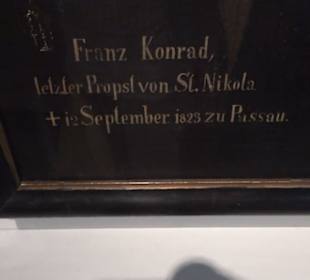 Franz Konrad,
letzter Propst von St. Nikola
† 12 September 1823 zu Passau.